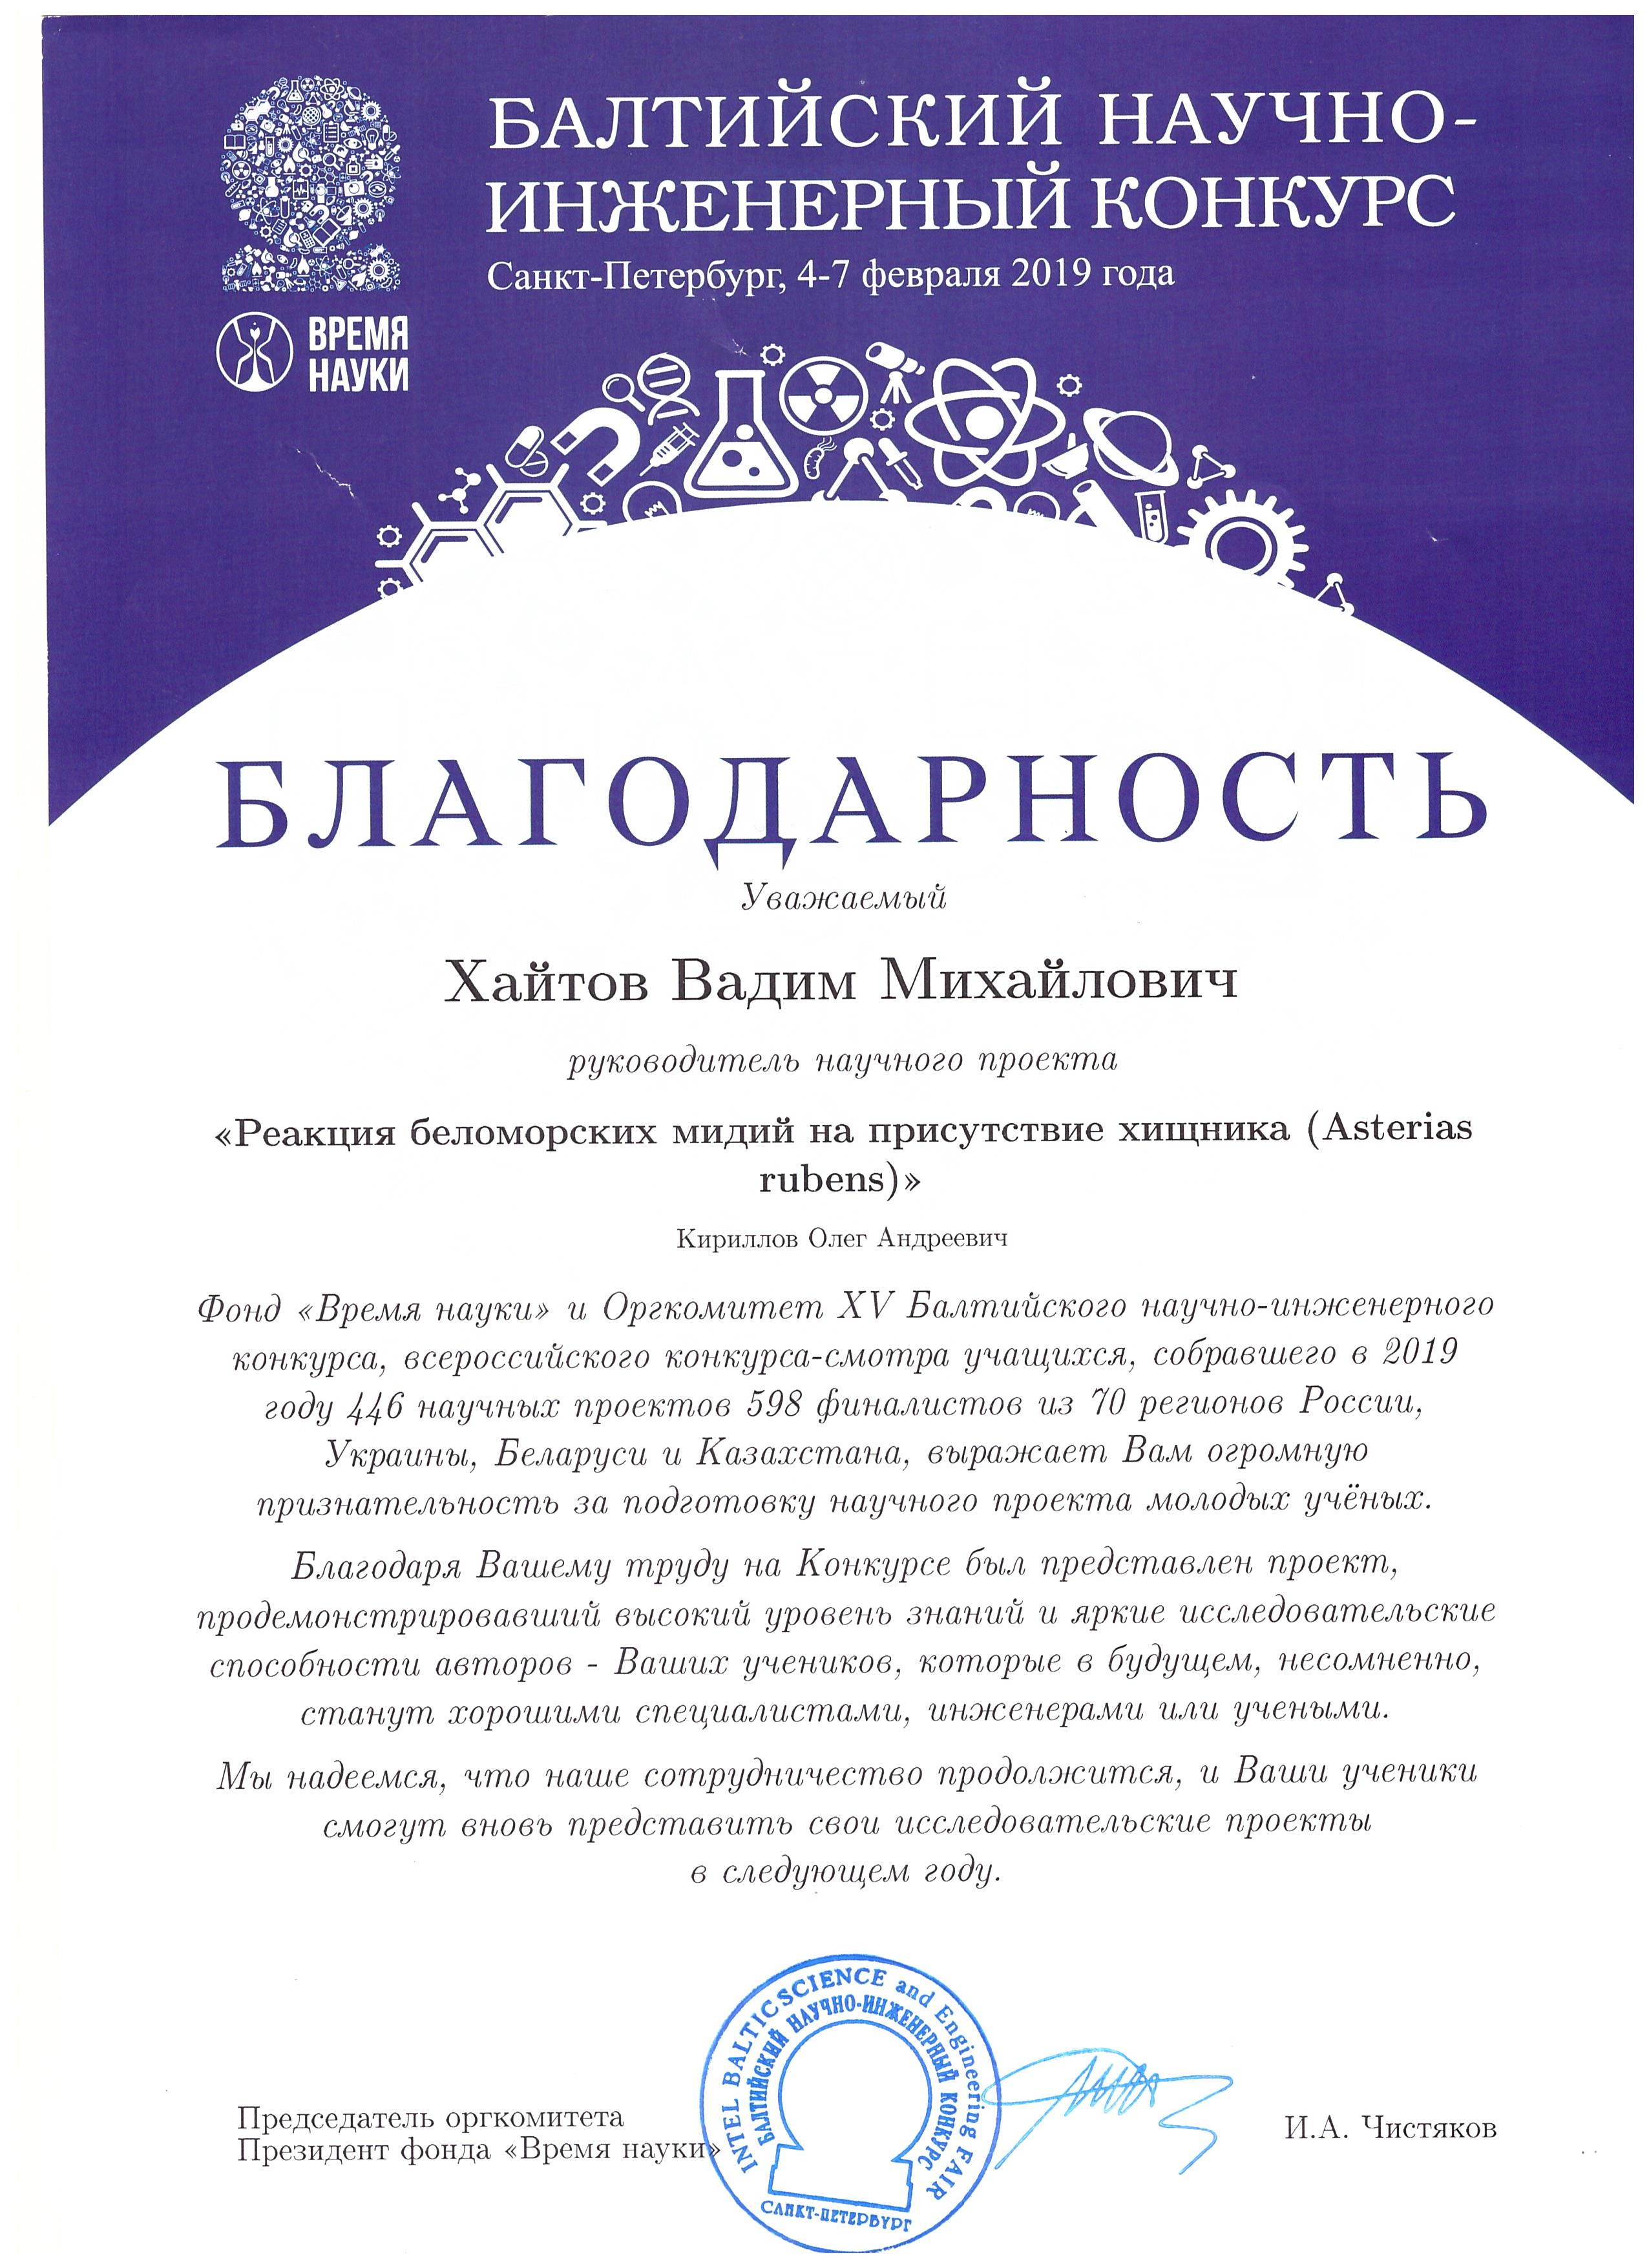 БАЛТИЙСКИЙ НАУЧНО-
ИНЖЕНЕРНЫЙ КОНКУРС
Санкт-Петербург, 4-7 февраля 2019 года
ВРЕМЯ
НАУКИ
БЛАГОДАРНОСТЬ
Уважаемый
Хайтов Вадим Михайлович
руководитель научного проекта
«Реакция беломорских мидий на присутствие хищника (Asterias
rubens)»
Кириллов Олег Андреевич
Фонд «Время науки» и Оргкомитет XV Балтийского научно-инженерного
конкурса, всероссийского конкурса-смотра учащихся, собравшего в 2019
году 446 научных проектов 598 финалистов из 70 регионов России,
Украины, Беларуси и Казахстана, выражает Вам огромную
признательность за подготовку научного проекта молодых учёных.
Благодаря Вашему труду на Конкурсе был представлен проект,
продемонстрировавший высокий уровень знаний и яркие исследовательские
способности авторов - Ваших учеников, которые в будущем, несомненно,
станут хорошими специалистами, инженерами или учеными.
Мы надеемся, что наше сотрудничество продолжится, и Ваши ученики
смогут вновь представить свои исследовательские проекты
в следующем году.
INTEL BALTIC SCIENCE and Engineering FAIR
БАЛТИЙСКИЙ НАУЧНО-ИНЖЕНЕРНЫЙ КОНКУРС
САНКТ-ПЕТЕРБУРГ
Председатель оргкомитета
Президент фонда «Время науки»
И.А. Чистяков